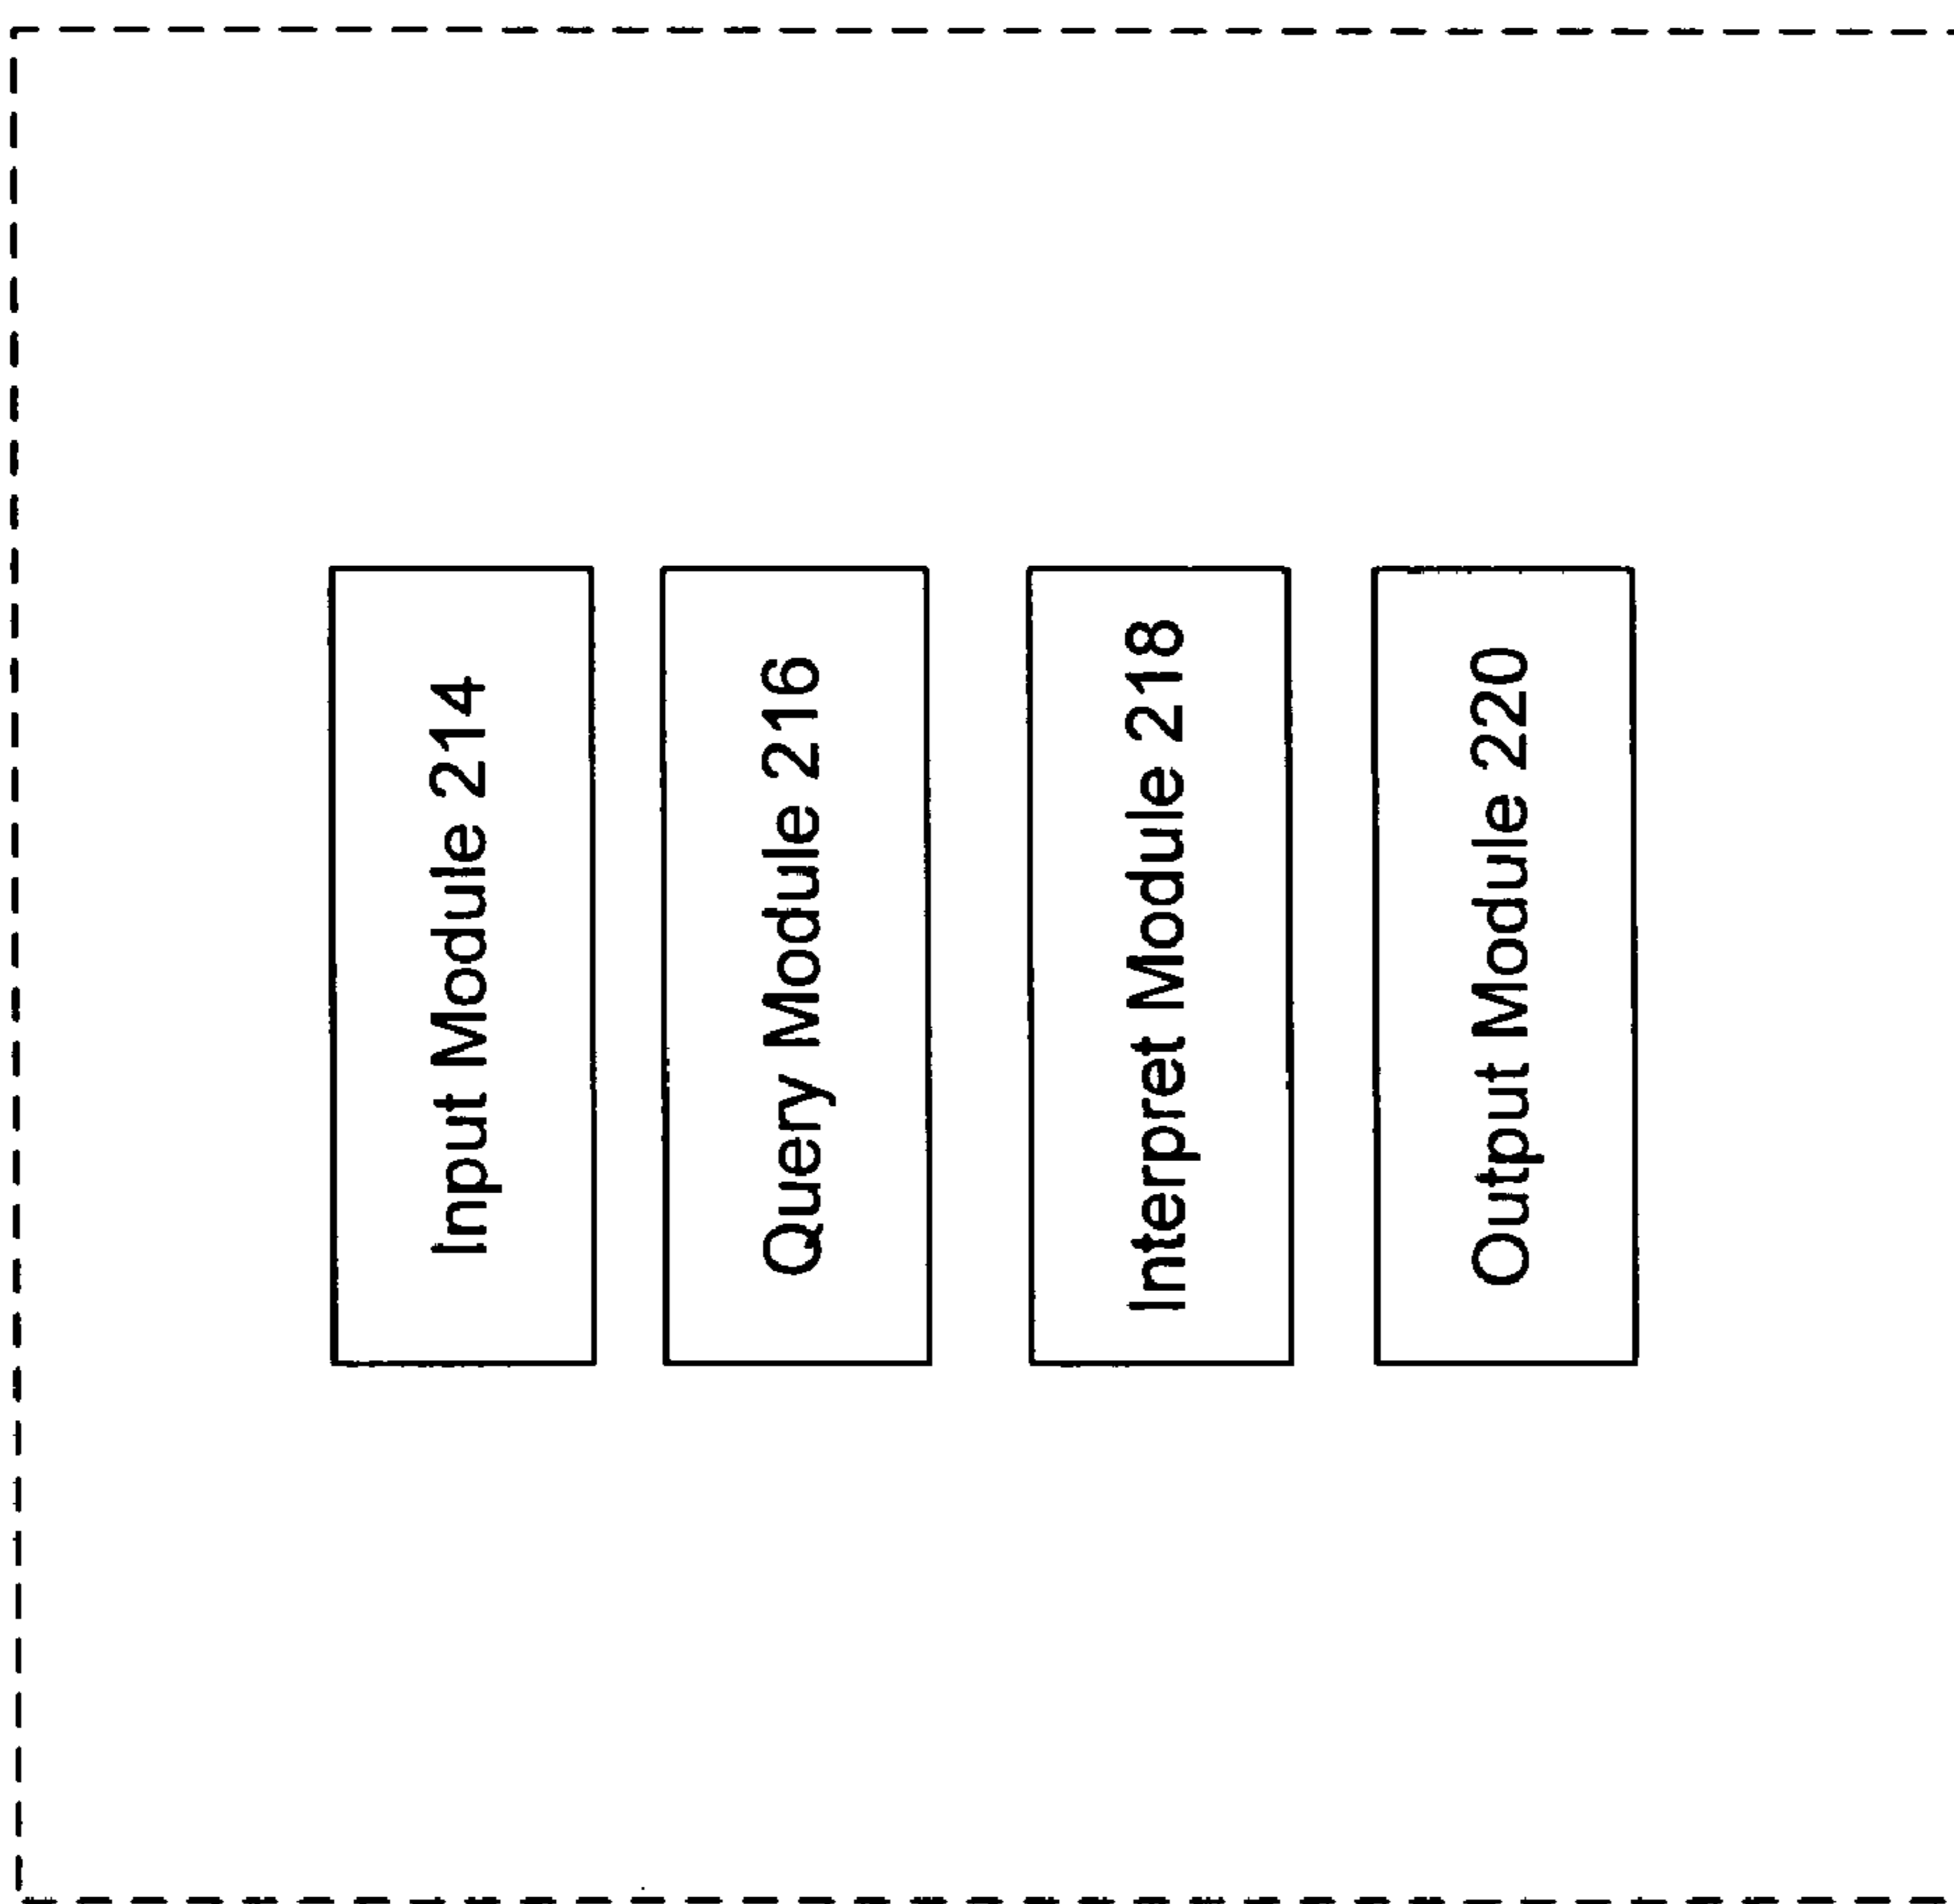 Input Module 214
Query Module 216
Interpret Module 218
Output Module 220